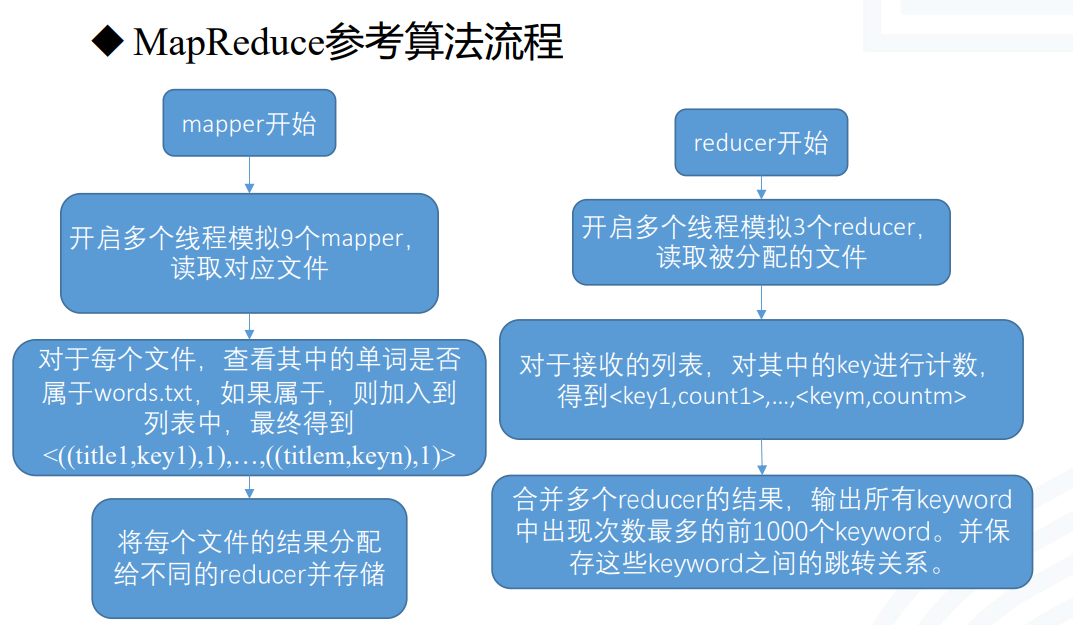 ◆ MapReduce参考算法流程
mapper开始
开启多个线程模拟9个mapper,
读取对应文件
对于每个文件，查看其中的单词是否
属于words.txt，如果属于，则加入到
列表中，最终得到
<((title1,key1),1),…,((titlem,keyn),1)>
将每个文件的结果分配
给不同的reducer并存储
reducer开始
开启多个线程模拟3个reducer,
读取被分配的文件
对于接收的列表，对其中的key进行计数,
得到<key1,count1>,…,<keym,countm>
合并多个reducer的结果，输出所有keyword
中出现次数最多的前1000个keyword。并保
存这些keyword之间的跳转关系。